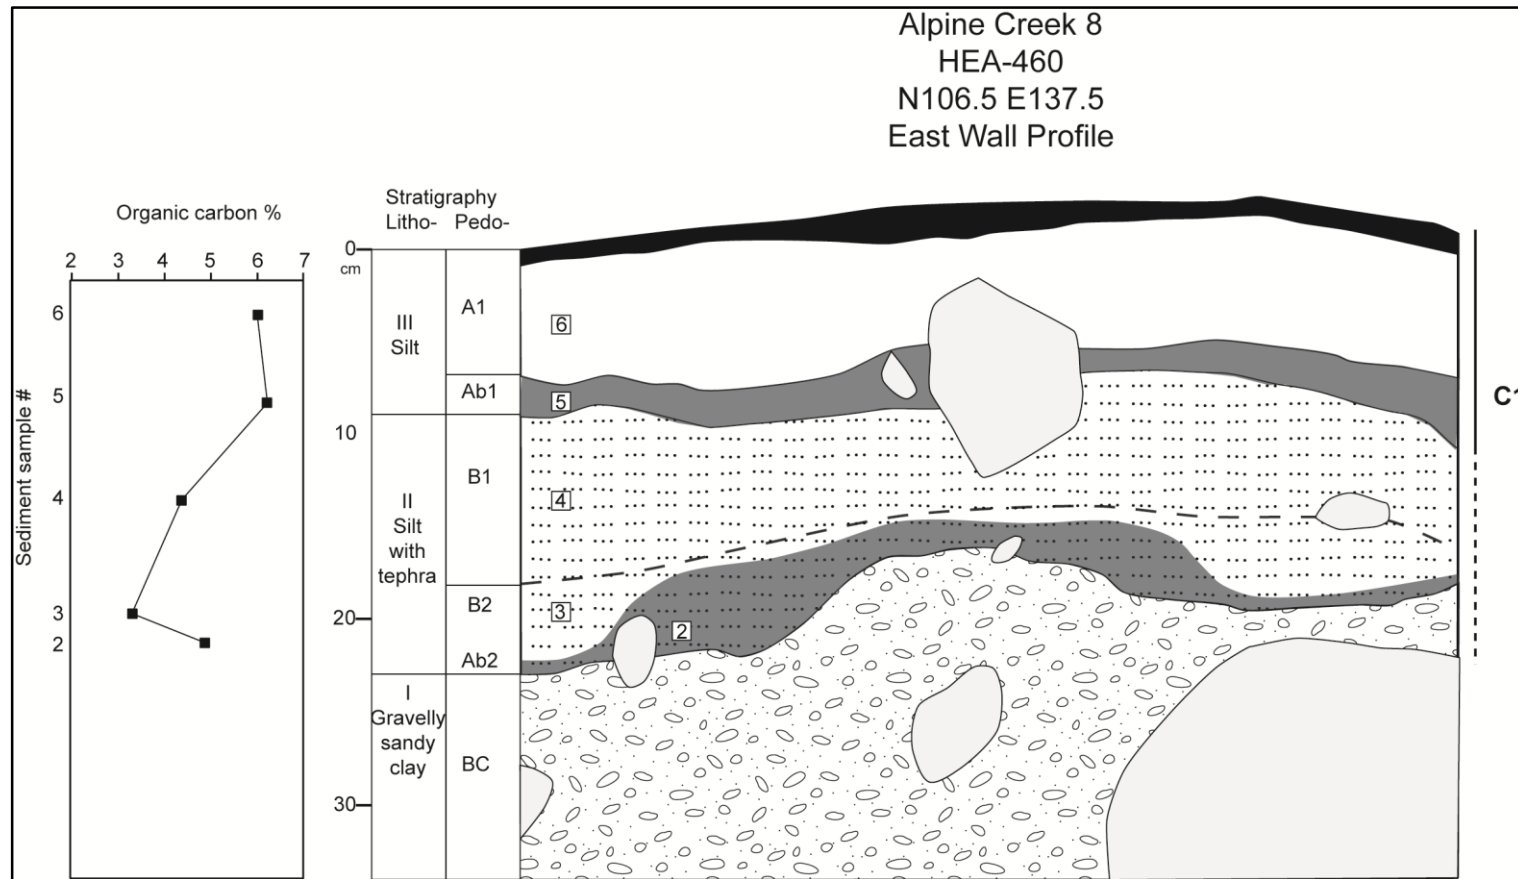 Alpine Creek 8
HEA-460
N106.5 E137.5
East Wall Profile
Organic carbon %
2 3 4 5 6 7
Sediment sample #
6
5
4
3
2
Stratigraphy
Litho- Pedo-
0
cm
10
20
30
III
Silt
II
Silt
with
tephra
I
Gravelly
sandy
clay
A1
Ab1
B1
B2
Ab2
BC
6
5
4
3
2